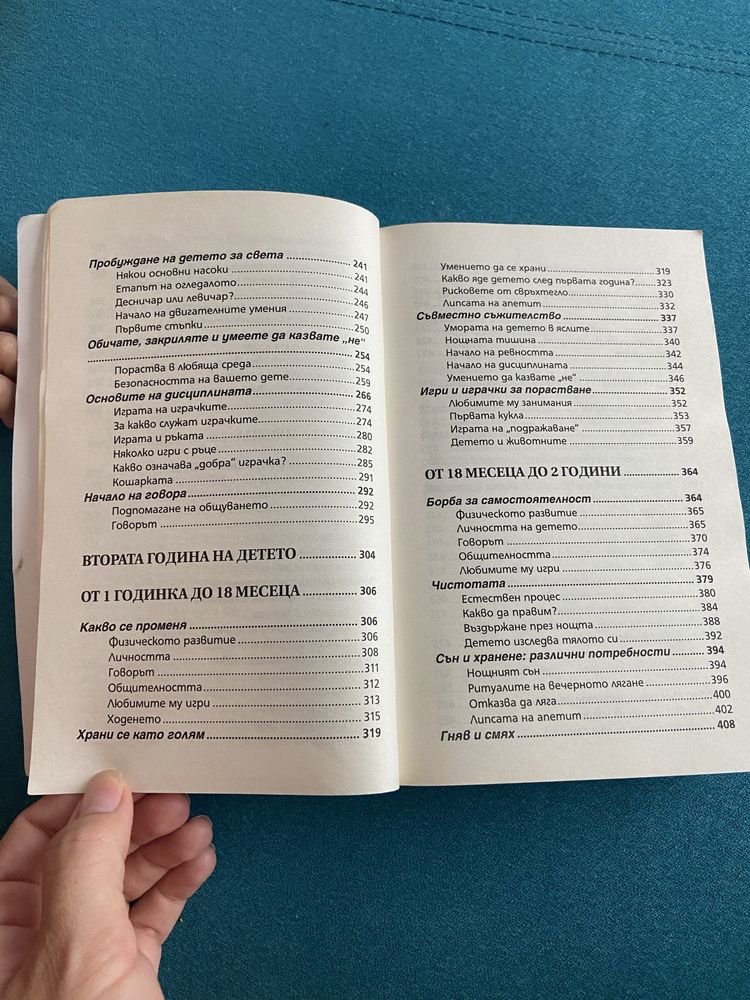 Пробуждане на детето за света ..................... 241
Някои основни насоки ................................ 241
Етапът на огледалото ................................ 244
Десничар или левичар? .............................. 246
Начало на двигателните умения ................ 247
Първите стъпки .......................................... 250
Обичате, закриляте и умеете да казвате „не“
................................................................ 254
Пораства в любяща среда .......................... 254
Безопасността на вашето дете ................... 259
Основите на дисциплината .......................... 266
Играта на играчките .................................. 274
За какво служат играчките ........................ 274
Играта и ръката ........................................ 280
Няколко игри с ръце .................................. 282
Какво означава „добра“ играчка? .............. 285
Кошарката ................................................ 291
Начало на говора ........................................ 292
Подпомагане на общуването ...................... 292
Говорът .................................................... 295
ВТОРАТА ГОДИНА НА ДЕТЕТО .............. 304
ОТ 1 ГОДИНКА ДО 18 МЕСЕЦА .............. 306
Какво се променя ........................................ 306
Физическото развитие .............................. 306
Личността ................................................ 308
Говорът .................................................... 311
Общителността ........................................ 312
Любимите му игри .................................... 313
Ходенето .................................................. 315
Храни се като голям .................................... 319
Умението да се храни ................................ 319
Какво яде детето след първата година? .... 323
Рисковете от свръхтегло .......................... 330
Липсата на апетит .................................... 332
Съвместно съжителство ............................ 337
Умората на детето в яслите ...................... 337
Нощната тишина ...................................... 340
Начало на ревността ................................ 342
Начало на дисциплината .......................... 344
Умението да казвате „не“ .......................... 346
Игри и играчки за порастване .................... 352
Любимите му занимания .......................... 352
Първата кукла .......................................... 353
Играта на „подражаване“ .......................... 357
Детето и животните .................................. 359
ОТ 18 МЕСЕЦА ДО 2 ГОДИНИ .............. 364
Борба за самостоятелност .......................... 364
Физическото развитие .............................. 365
Личността на детето ................................ 365
Говорът .................................................... 370
Общителността ........................................ 374
Любимите му игри .................................... 376
Чистотата .................................................. 379
Естествен процес ...................................... 380
Какво да правим? ...................................... 384
Въздържане през нощта ............................ 388
Детето изследва тялото си ........................ 392
Сън и хранене: различни потребности .......... 394
Нощният сън ............................................ 394
Ритуалите на вечерното лягане ................ 396
Отказва да ляга ........................................ 400
Липсата на апетит .................................... 402
Гняв и смях ................................................ 408